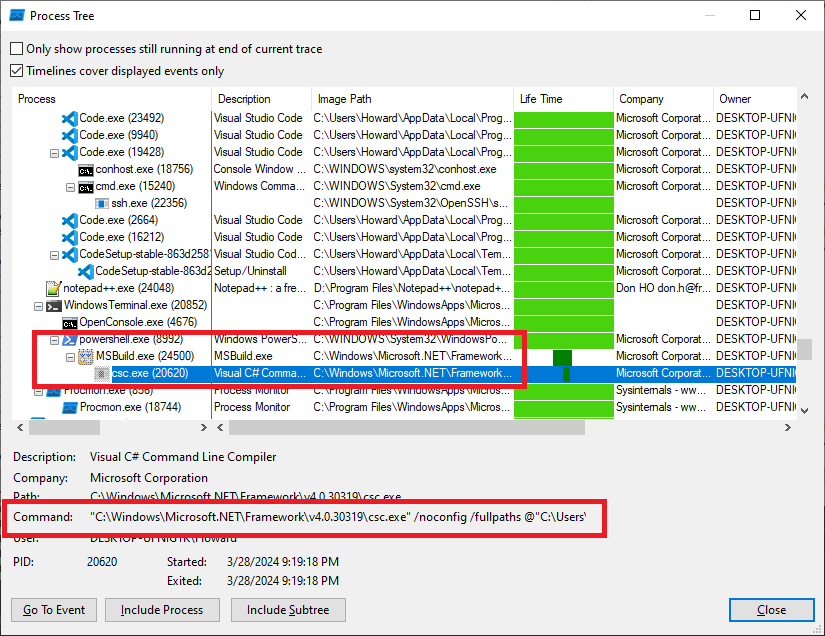 Process Tree
Only show processes still running at end of current trace
Timelines cover displayed events only
Process Description Image Path Life Time Company Owner
Code.exe (23492) Visual Studio Code C:\Users\Howard\AppData\Local\Prog... Microsoft Corporat... DESKTOP-UFNI
Code.exe (9940) Visual Studio Code C:\Users\Howard\AppData\Local\Prog... Microsoft Corporat... DESKTOP-UFNI
Code.exe (19428) Visual Studio Code C:\Users\Howard\AppData\Local\Prog... Microsoft Corporat... DESKTOP-UFNI
conhost.exe (18756) Console Window ... C:\WINDOWS\system32\conhost.exe Microsoft Corporat... DESKTOP-UFNI
cmd.exe (15240) Windows Comma... C:\WINDOWS\System32\cmd.exe Microsoft Corporat... DESKTOP-UFNI
ssh.exe (22356) C:\WINDOWS\System32\OpenSSH\s... DESKTOP-UFNI
Code.exe (2664) Visual Studio Code C:\Users\Howard\AppData\Local\Prog... Microsoft Corporat... DESKTOP-UFNI
Code.exe (16212) Visual Studio Code C:\Users\Howard\AppData\Local\Prog... Microsoft Corporat... DESKTOP-UFNI
CodeSetup-stable-863d2581 Visual Studio Cod... C:\Users\Howard\AppData\Local\Tem... Microsoft Corporat... DESKTOP-UFNI
CodeSetup-stable-863d2 Setup/Uninstall C:\Users\Howard\AppData\Local\Tem... DESKTOP-UFNI
notepad++.exe (24048) Notepad++ : a fre... D:\Program Files\Notepad++\notepad+... Don HO don.h@fr... DESKTOP-UFNI
WindowsTerminal.exe (20852) C:\Program Files\WindowsApps\Micros... DESKTOP-UFNI
OpenConsole.exe (4676) C:\Program Files\WindowsApps\Micros... DESKTOP-UFNI
powershell.exe (8992) Windows PowerS... C:\WINDOWS\System32\WindowsPo... Microsoft Corporat... DESKTOP-UFNI
MSBuild.exe (24500) MSBuild.exe C:\Windows\Microsoft.NET\Framework... Microsoft Corporat... DESKTOP-UFNI
csc.exe (20620) Visual C# Comma... C:\Windows\Microsoft.NET\Framework... Microsoft Corporat... DESKTOP-UFNI
Procmon.exe (856) Process Monitor C:\Program Files\WindowsApps\Micros... Sysinternals - ww... DESKTOP-UFNI
Procmon.exe (18744) Process Monitor C:\Program Files\WindowsApps\Micros... Sysinternals - ww... DESKTOP-UFNI
Description: Visual C# Command Line Compiler
Company: Microsoft Corporation
Path: C:\Windows\Microsoft.NET\Framework\v4.0.30319\csc.exe
Command: "C:\Windows\Microsoft.NET\Framework\v4.0.30319\csc.exe" /noconfig /fullpaths @"C:\Users\
User: DESKTOP-UFNIGTK\Howard
PID: 20620 Started: 3/28/2024 9:19:18 PM
Exited: 3/28/2024 9:19:18 PM
Go To Event Include Process Include Subtree Close